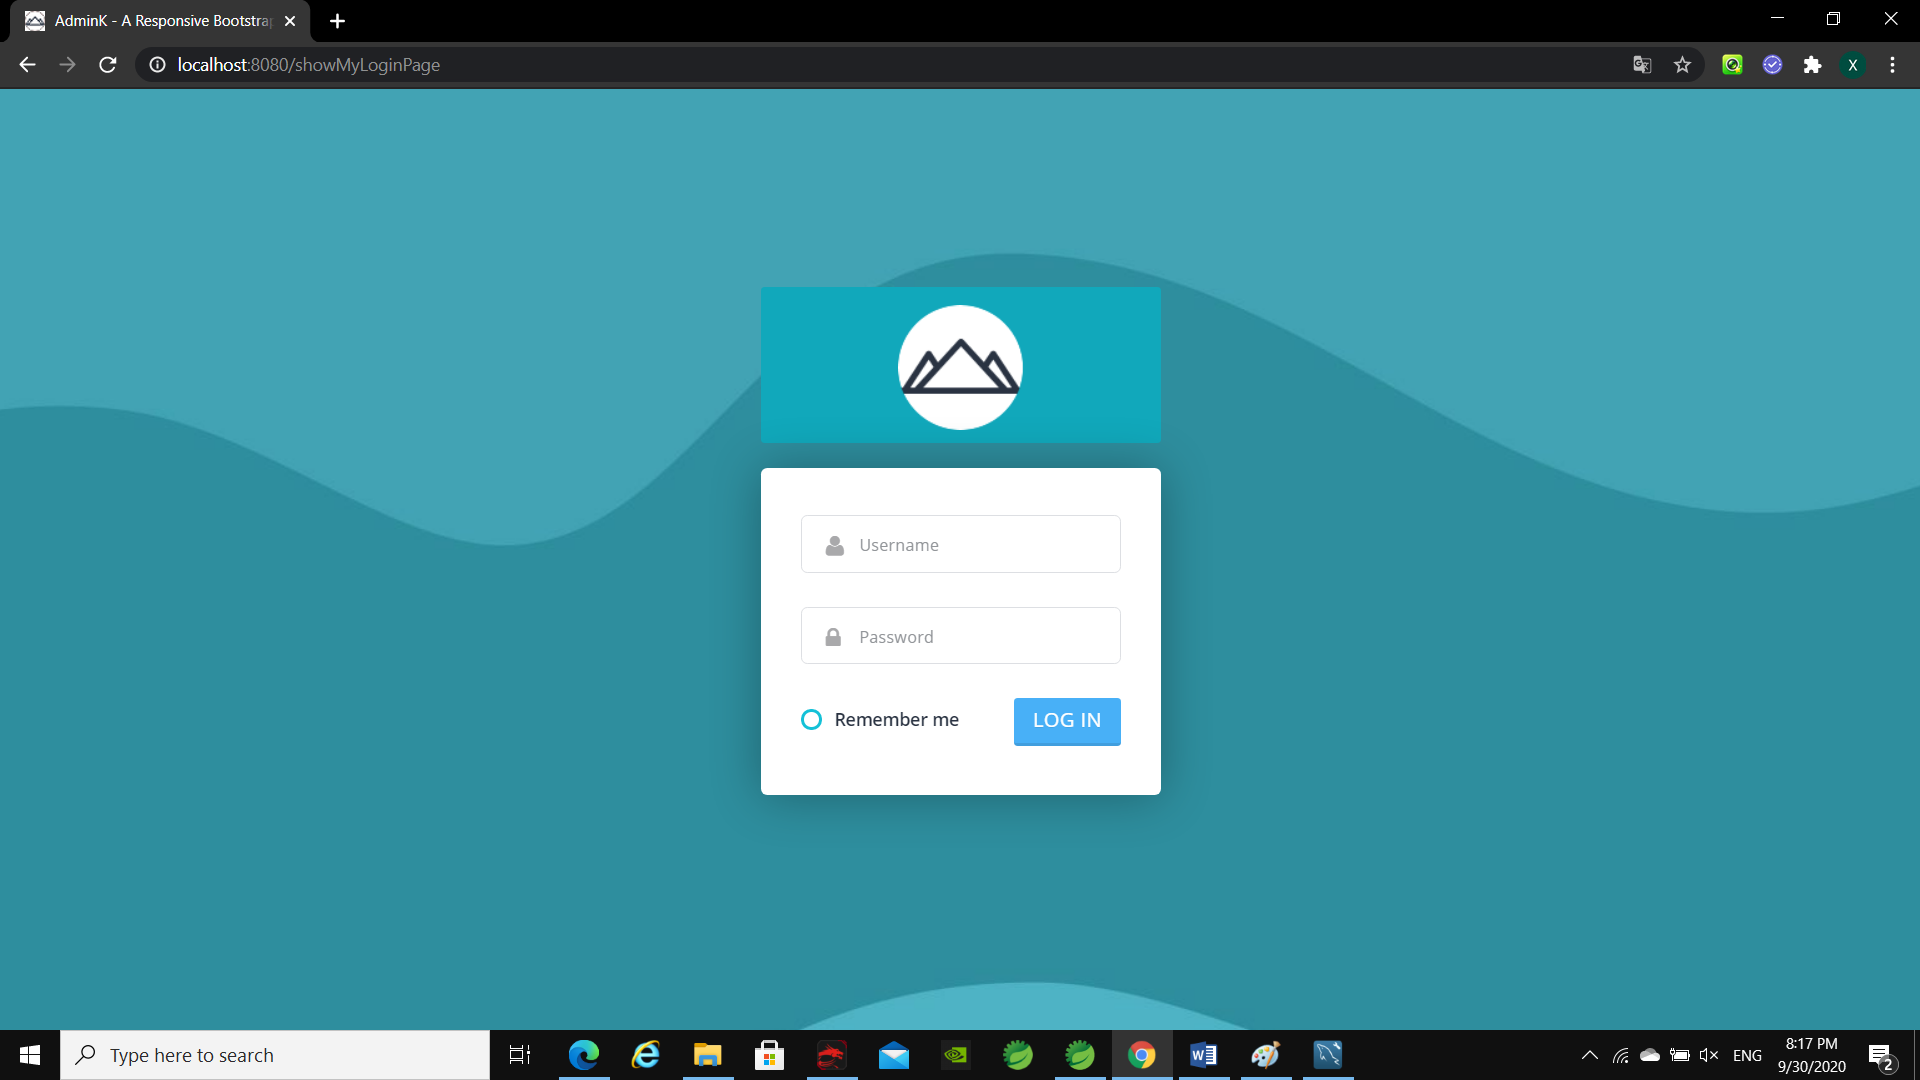 AdminK - A Responsive Bootstrap
localhost:8080/showMyLoginPage
X
Username
Password
Remember me
LOG IN
Type here to search
ENG
8:17 PM
9/30/2020
2